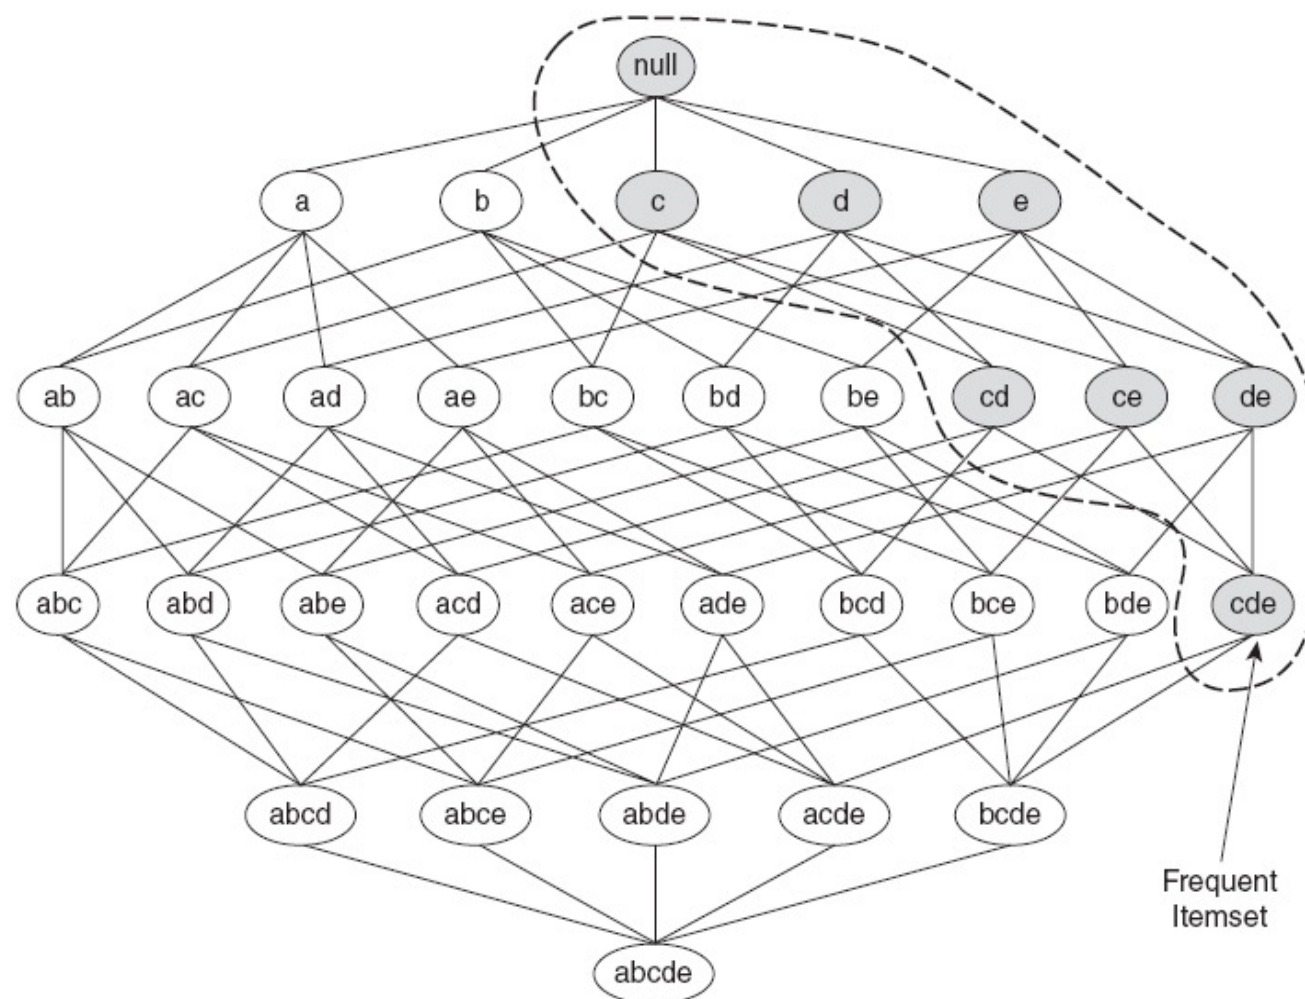 null
a b c d e
ab ac ad ae bc bd be cd ce de
abc abd abe acd ace ade bcd bce bde cde
abcd abce abde acde bcde
Frequent
Itemset
abcde